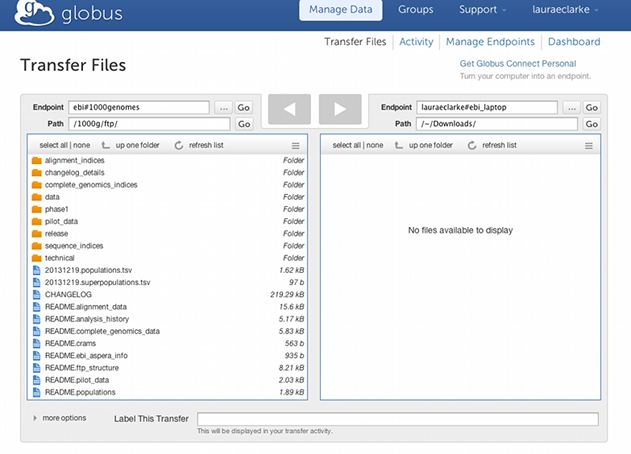 globus Manage Data Groups Support lauraeclarke
Transfer Files Activity Manage Endpoints Dashboard
Transfer Files
Get Globus Connect Personal
Turn your computer into an endpoint.
Endpoint ebi#1000genomes ... Go
Path /1000g/ftp/ Go
Endpoint lauraeclarke#ebi_laptop ... Go
Path /~/Downloads/ Go
select all | none up one folder refresh list
alignment_indices Folder
changelog_details Folder
complete_genomics_indices Folder
data Folder
phase1 Folder
pilot_data Folder
release Folder
sequence_indices Folder
technical Folder
20131219.populations.tsv 1.62 kB
20131219.superpopulations.tsv 97 b
CHANGELOG 219.29 kB
README.alignment_data 15.6 kB
README.analysis_history 5.17 kB
README.complete_genomics_data 5.83 kB
README.crams 563 b
README.ebi_aspera_info 935 b
README.ftp_structure 8.21 kB
README.pilot_data 2.03 kB
README.populations 1.89 kB
select all | none up one folder refresh list
No files available to display
more options Label This Transfer
This will be displayed in your transfer activity.